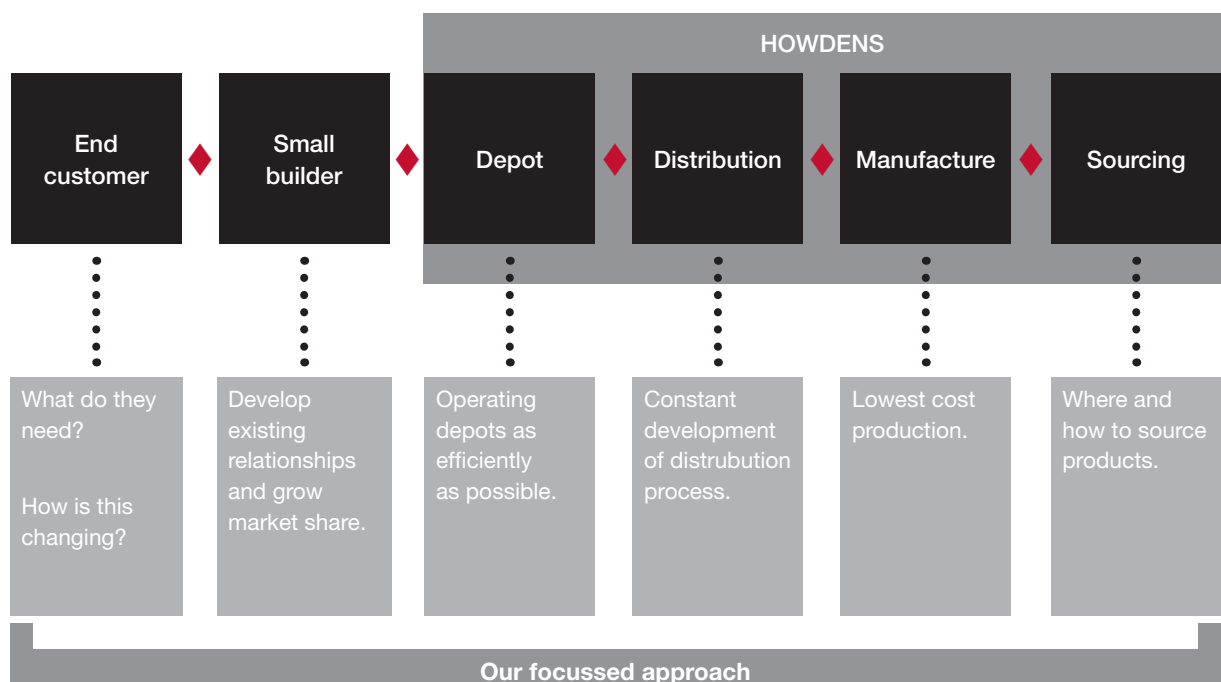 HOWDENS
End
customer
Small
builder
Depot
Distribution
Manufacture
Sourcing
What do they
need?
How is this
changing?
Develop
existing
relationships
and grow
market share.
Operating
depots as
efficiently
as possible.
Constant
development
of distrubution
process.
Lowest cost
production.
Where and
how to source
products.
Our focussed approach